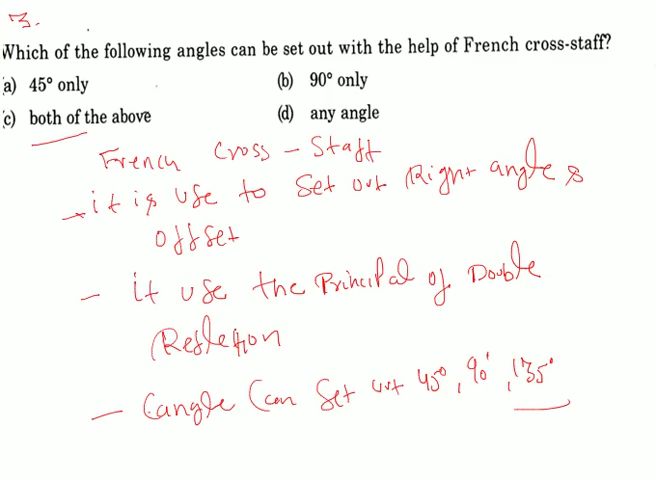 3.
Which of the following angles can be set out with the help of French cross-staff?
a) 45° only
(b) 90° only
c) both of the above
(d) any angle
French Cross - Staff
- it is use to set out Right angle &
offset
- it use the Principal of Double
Refletion
- (angle Can Set out 45°, 90°, 135°